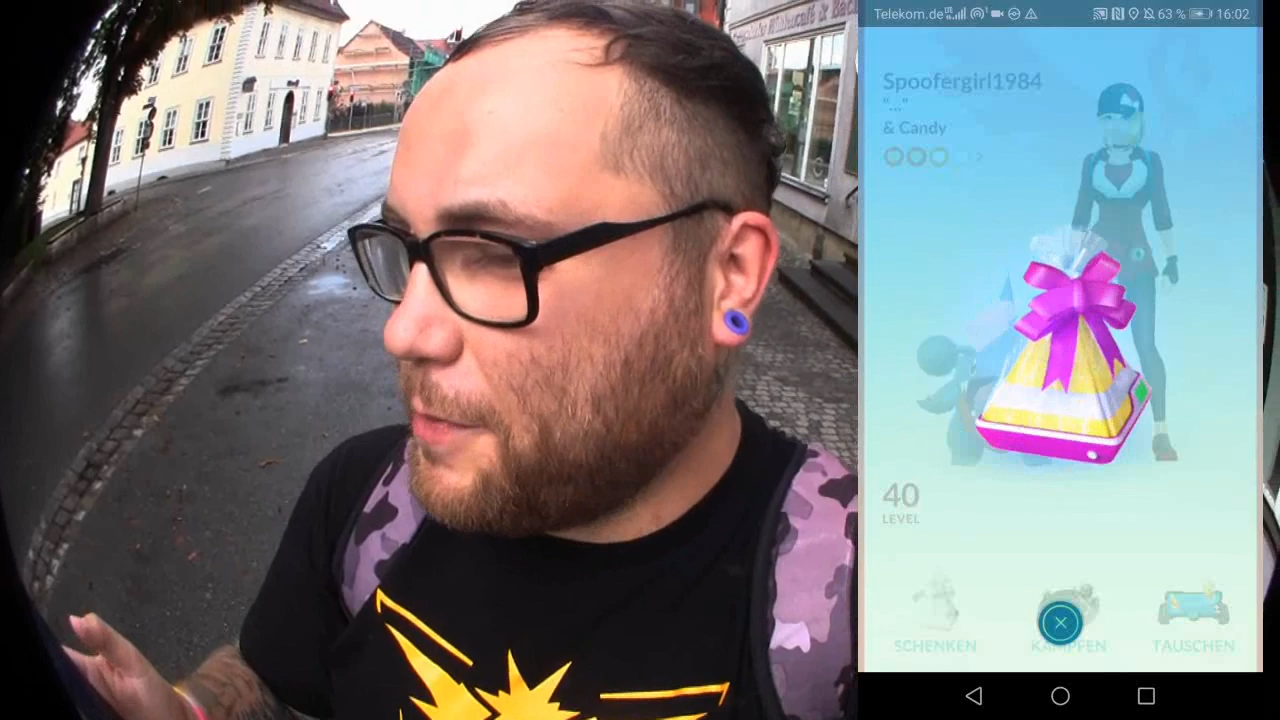 Telekom.de 63 % 16:02
Spoofergirl1984
"..."
& Candy
40
LEVEL
SCHENKEN KÄMPFEN TAUSCHEN